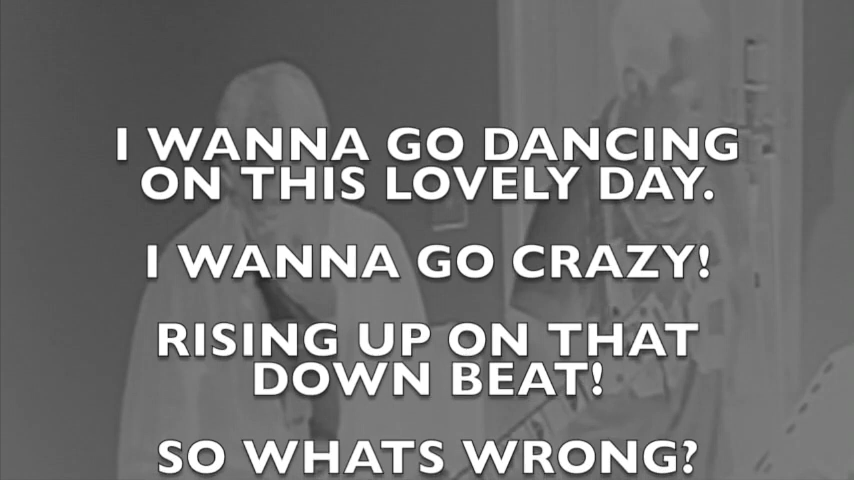 I WANNA GO DANCING
ON THIS LOVELY DAY.
I WANNA GO CRAZY!
RISING UP ON THAT
DOWN BEAT!
SO WHATS WRONG?